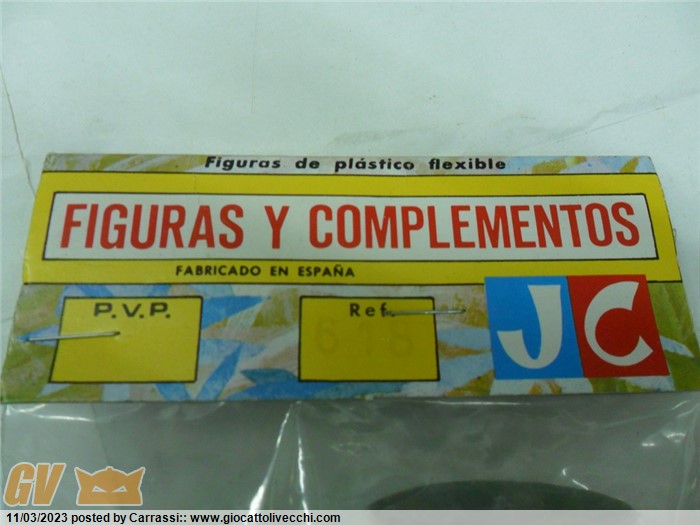 Figuras de plástico flexible
FIGURAS Y COMPLEMENTOS
FABRICADO EN ESPAÑA
P.V.P.
Ref.
618
JC
GV
11/03/2023 posted by Carrassi:: www.giocattolivecchi.com